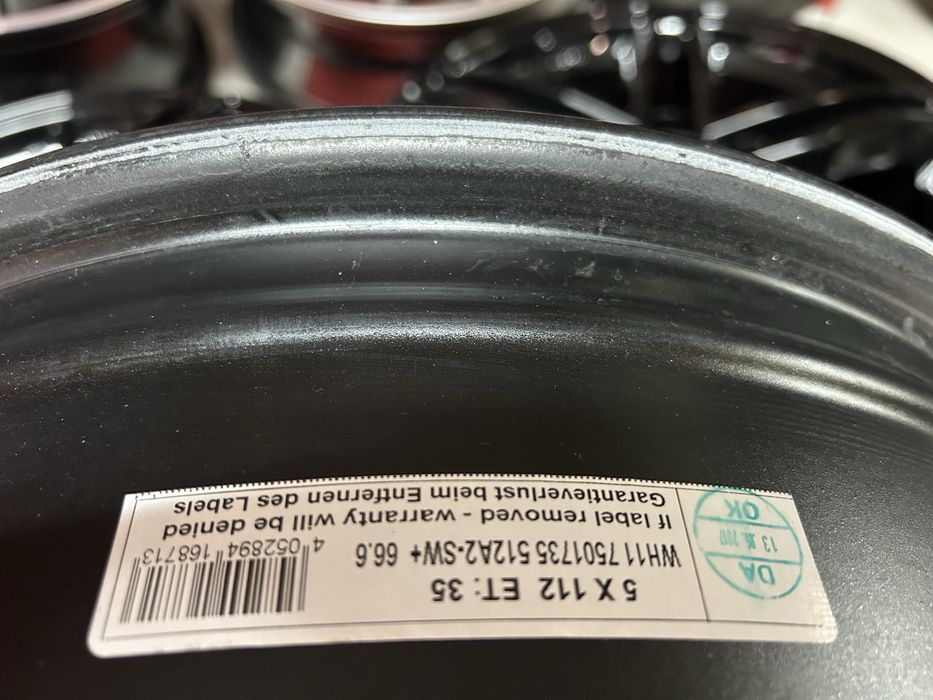 5 X 112 ET: 35
WH11 7501735 512A2-SW+ 66.6
If label removed - warranty will be denied
Garantieverlust beim Entfernen des Labels
4 052894 168713
DA
OK